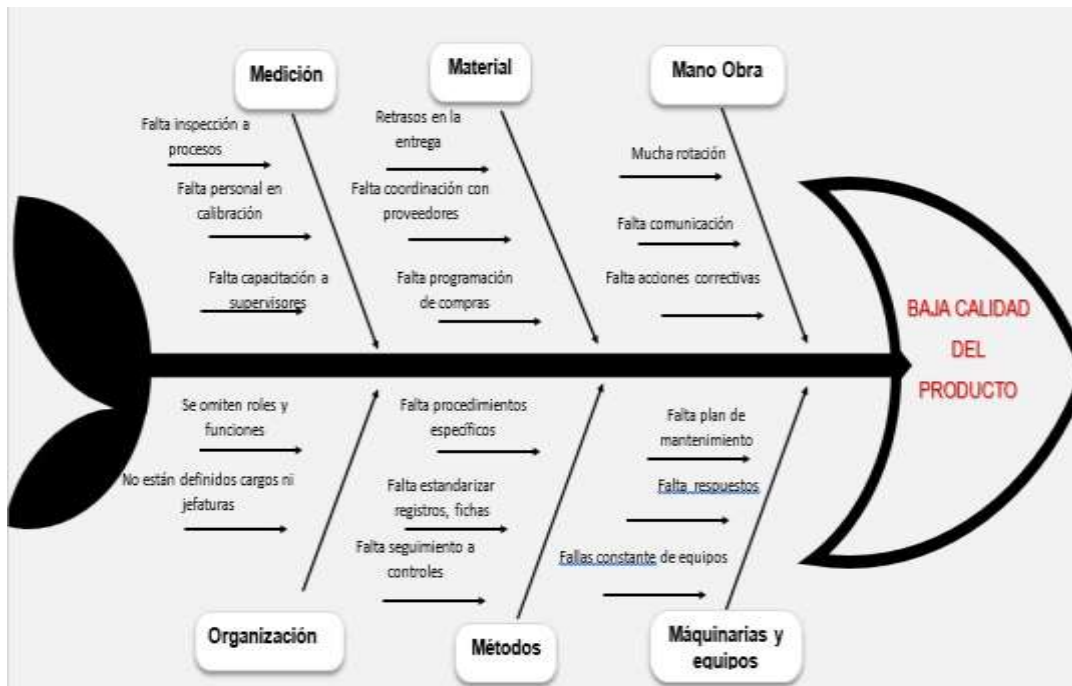 Medición
Material
Mano Obra
Falta inspección a
procesos
Falta personal en
calibración
Falta capacitación a
supervisores
Retrasos en la
entrega
Falta coordinación con
proveedores
Falta programación
de compras
Mucha rotación
Falta comunicación
Falta acciones correctivas
BAJA CALIDAD
DEL
PRODUCTO
Se omiten roles y
funciones
No están definidos cargos ni
jefaturas
Falta procedimientos
específicos
Falta estandarizar
registros, fichas
Falta seguimiento a
controles
Falta plan de
mantenimiento
Falta respuestos
Fallas constante de equipos
Organización
Métodos
Máquinarias y
equipos